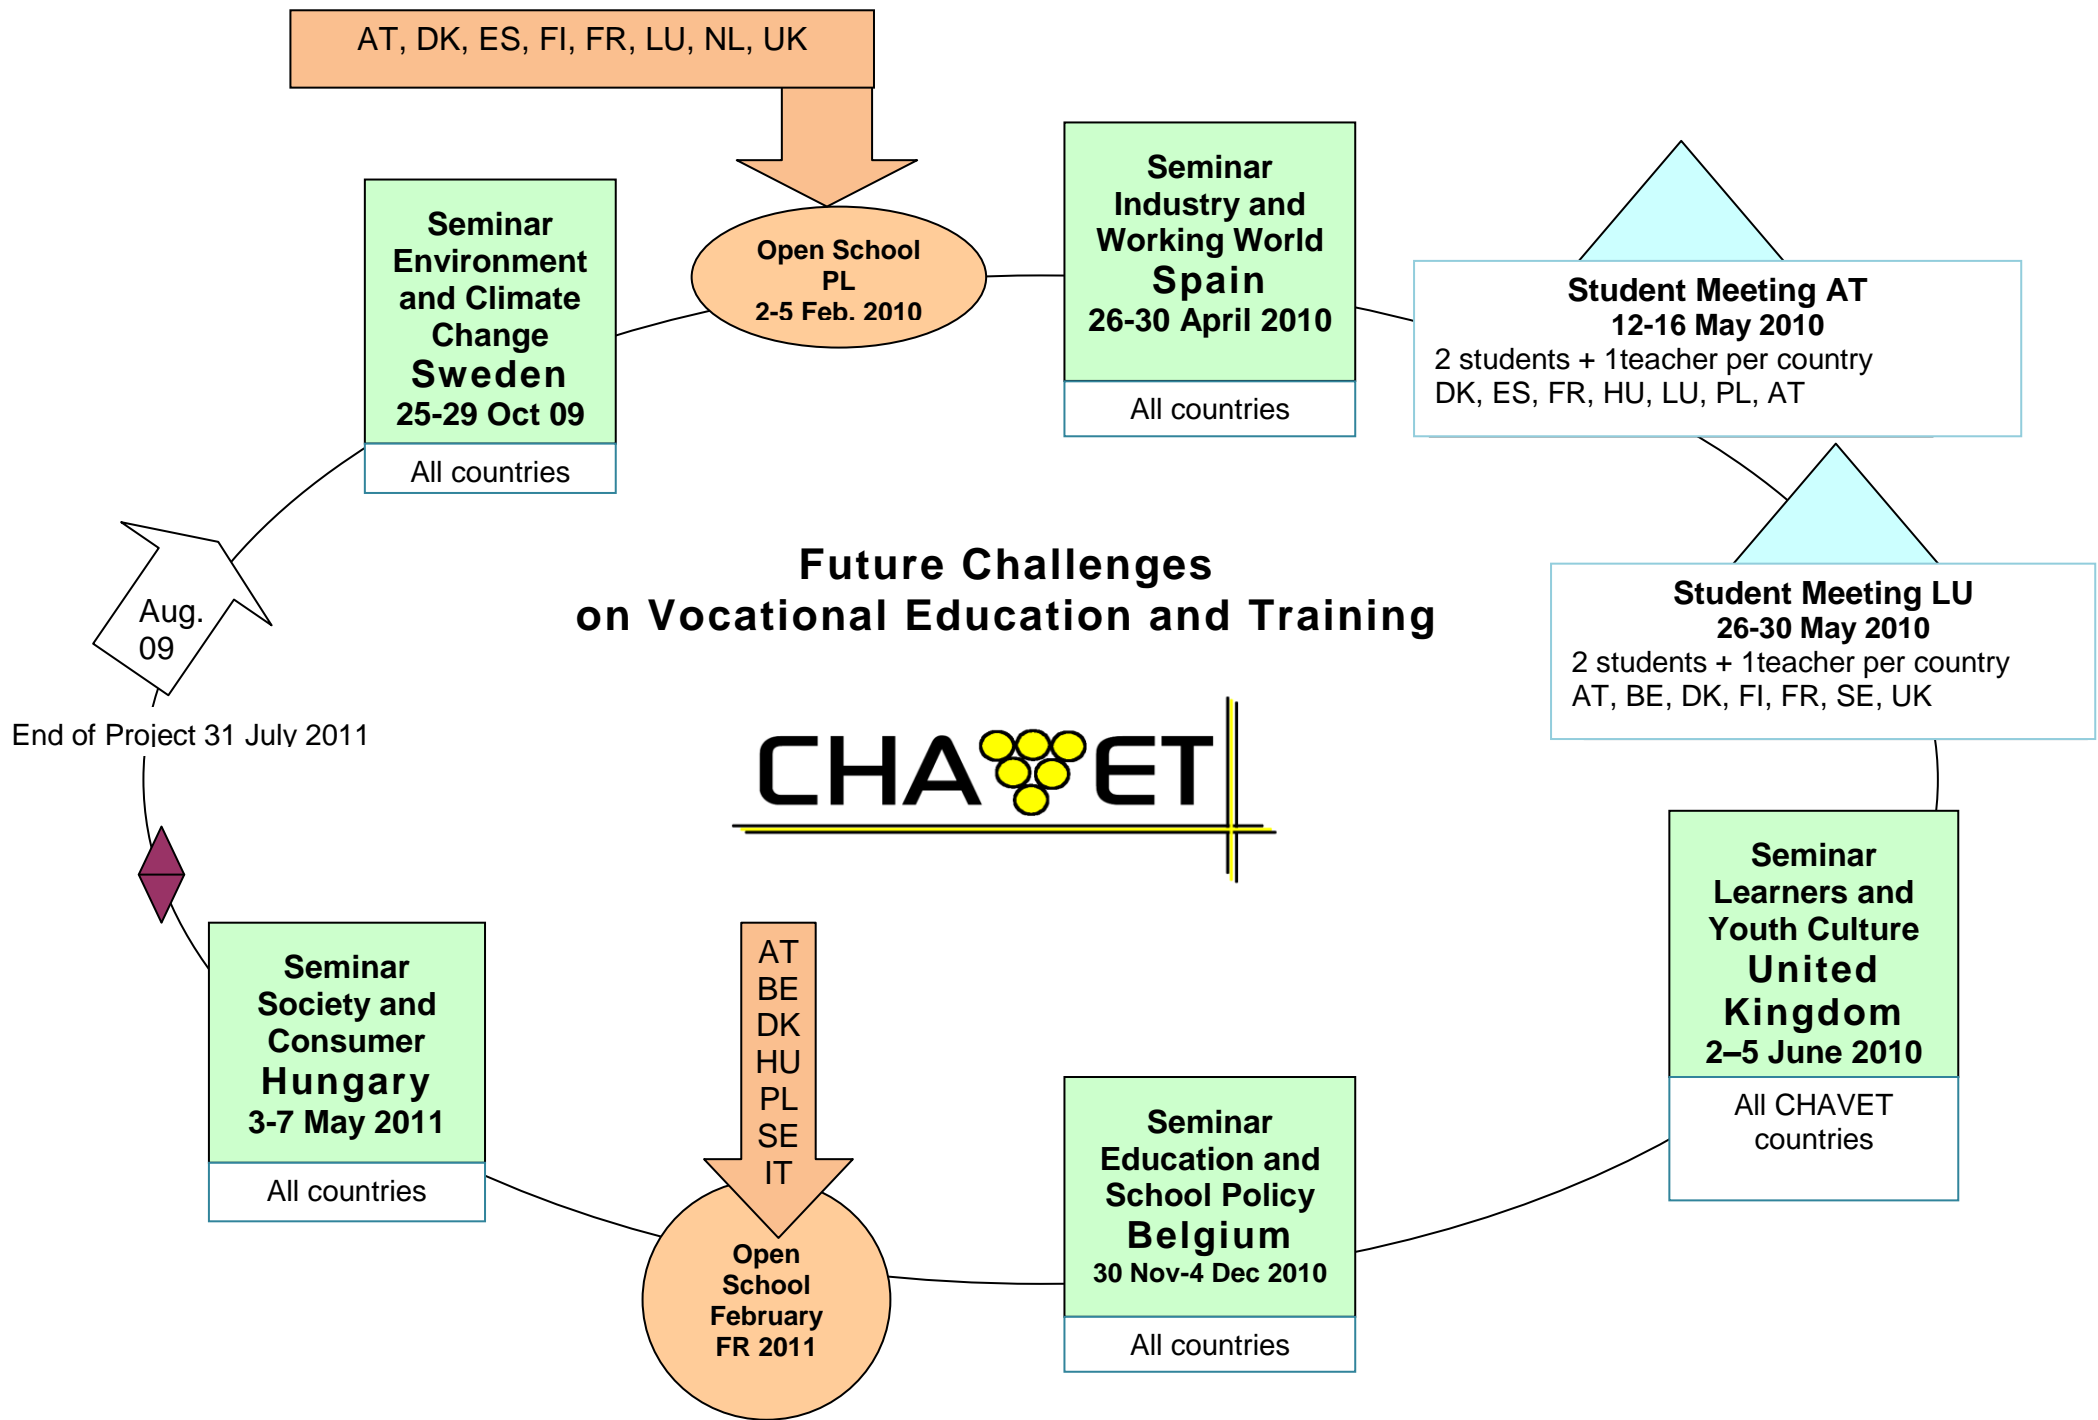 AT, DK, ES, FI, FR, LU, NL, UK
Seminar
Environment
and Climate
Change
Sweden
25-29 Oct 09
All countries
Open School
PL
2-5 Feb. 2010
Seminar
Industry and
Working World
Spain
26-30 April 2010
All countries
Student Meeting AT
12-16 May 2010
2 students + 1teacher per country
DK, ES, FR, HU, LU, PL, AT
Student Meeting LU
26-30 May 2010
2 students + 1teacher per country
AT, BE, DK, FI, FR, SE, UK
Aug.
09
Future Challenges
on Vocational Education and Training
End of Project 31 July 2011
CHAVET
Seminar
Learners and
Youth Culture
United
Kingdom
2–5 June 2010
All CHAVET
countries
Seminar
Education and
School Policy
Belgium
30 Nov-4 Dec 2010
All countries
AT
BE
DK
HU
PL
SE
IT
Open
School
February
FR 2011
Seminar
Society and
Consumer
Hungary
3-7 May 2011
All countries